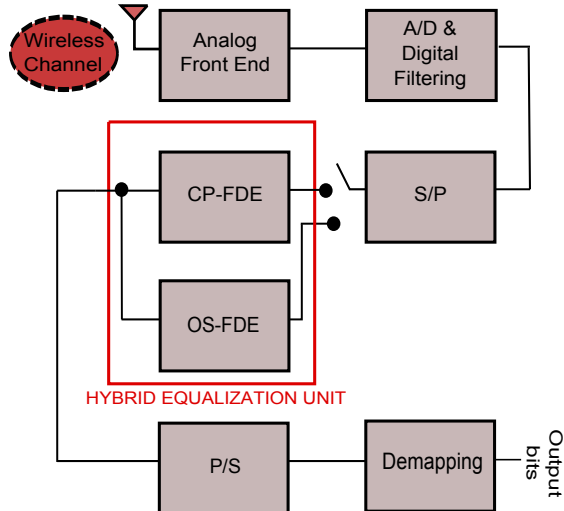 Wireless
Channel
Analog
Front End
A/D &
Digital
Filtering
CP-FDE
S/P
OS-FDE
HYBRID EQUALIZATION UNIT
P/S
Demapping
Output
bits